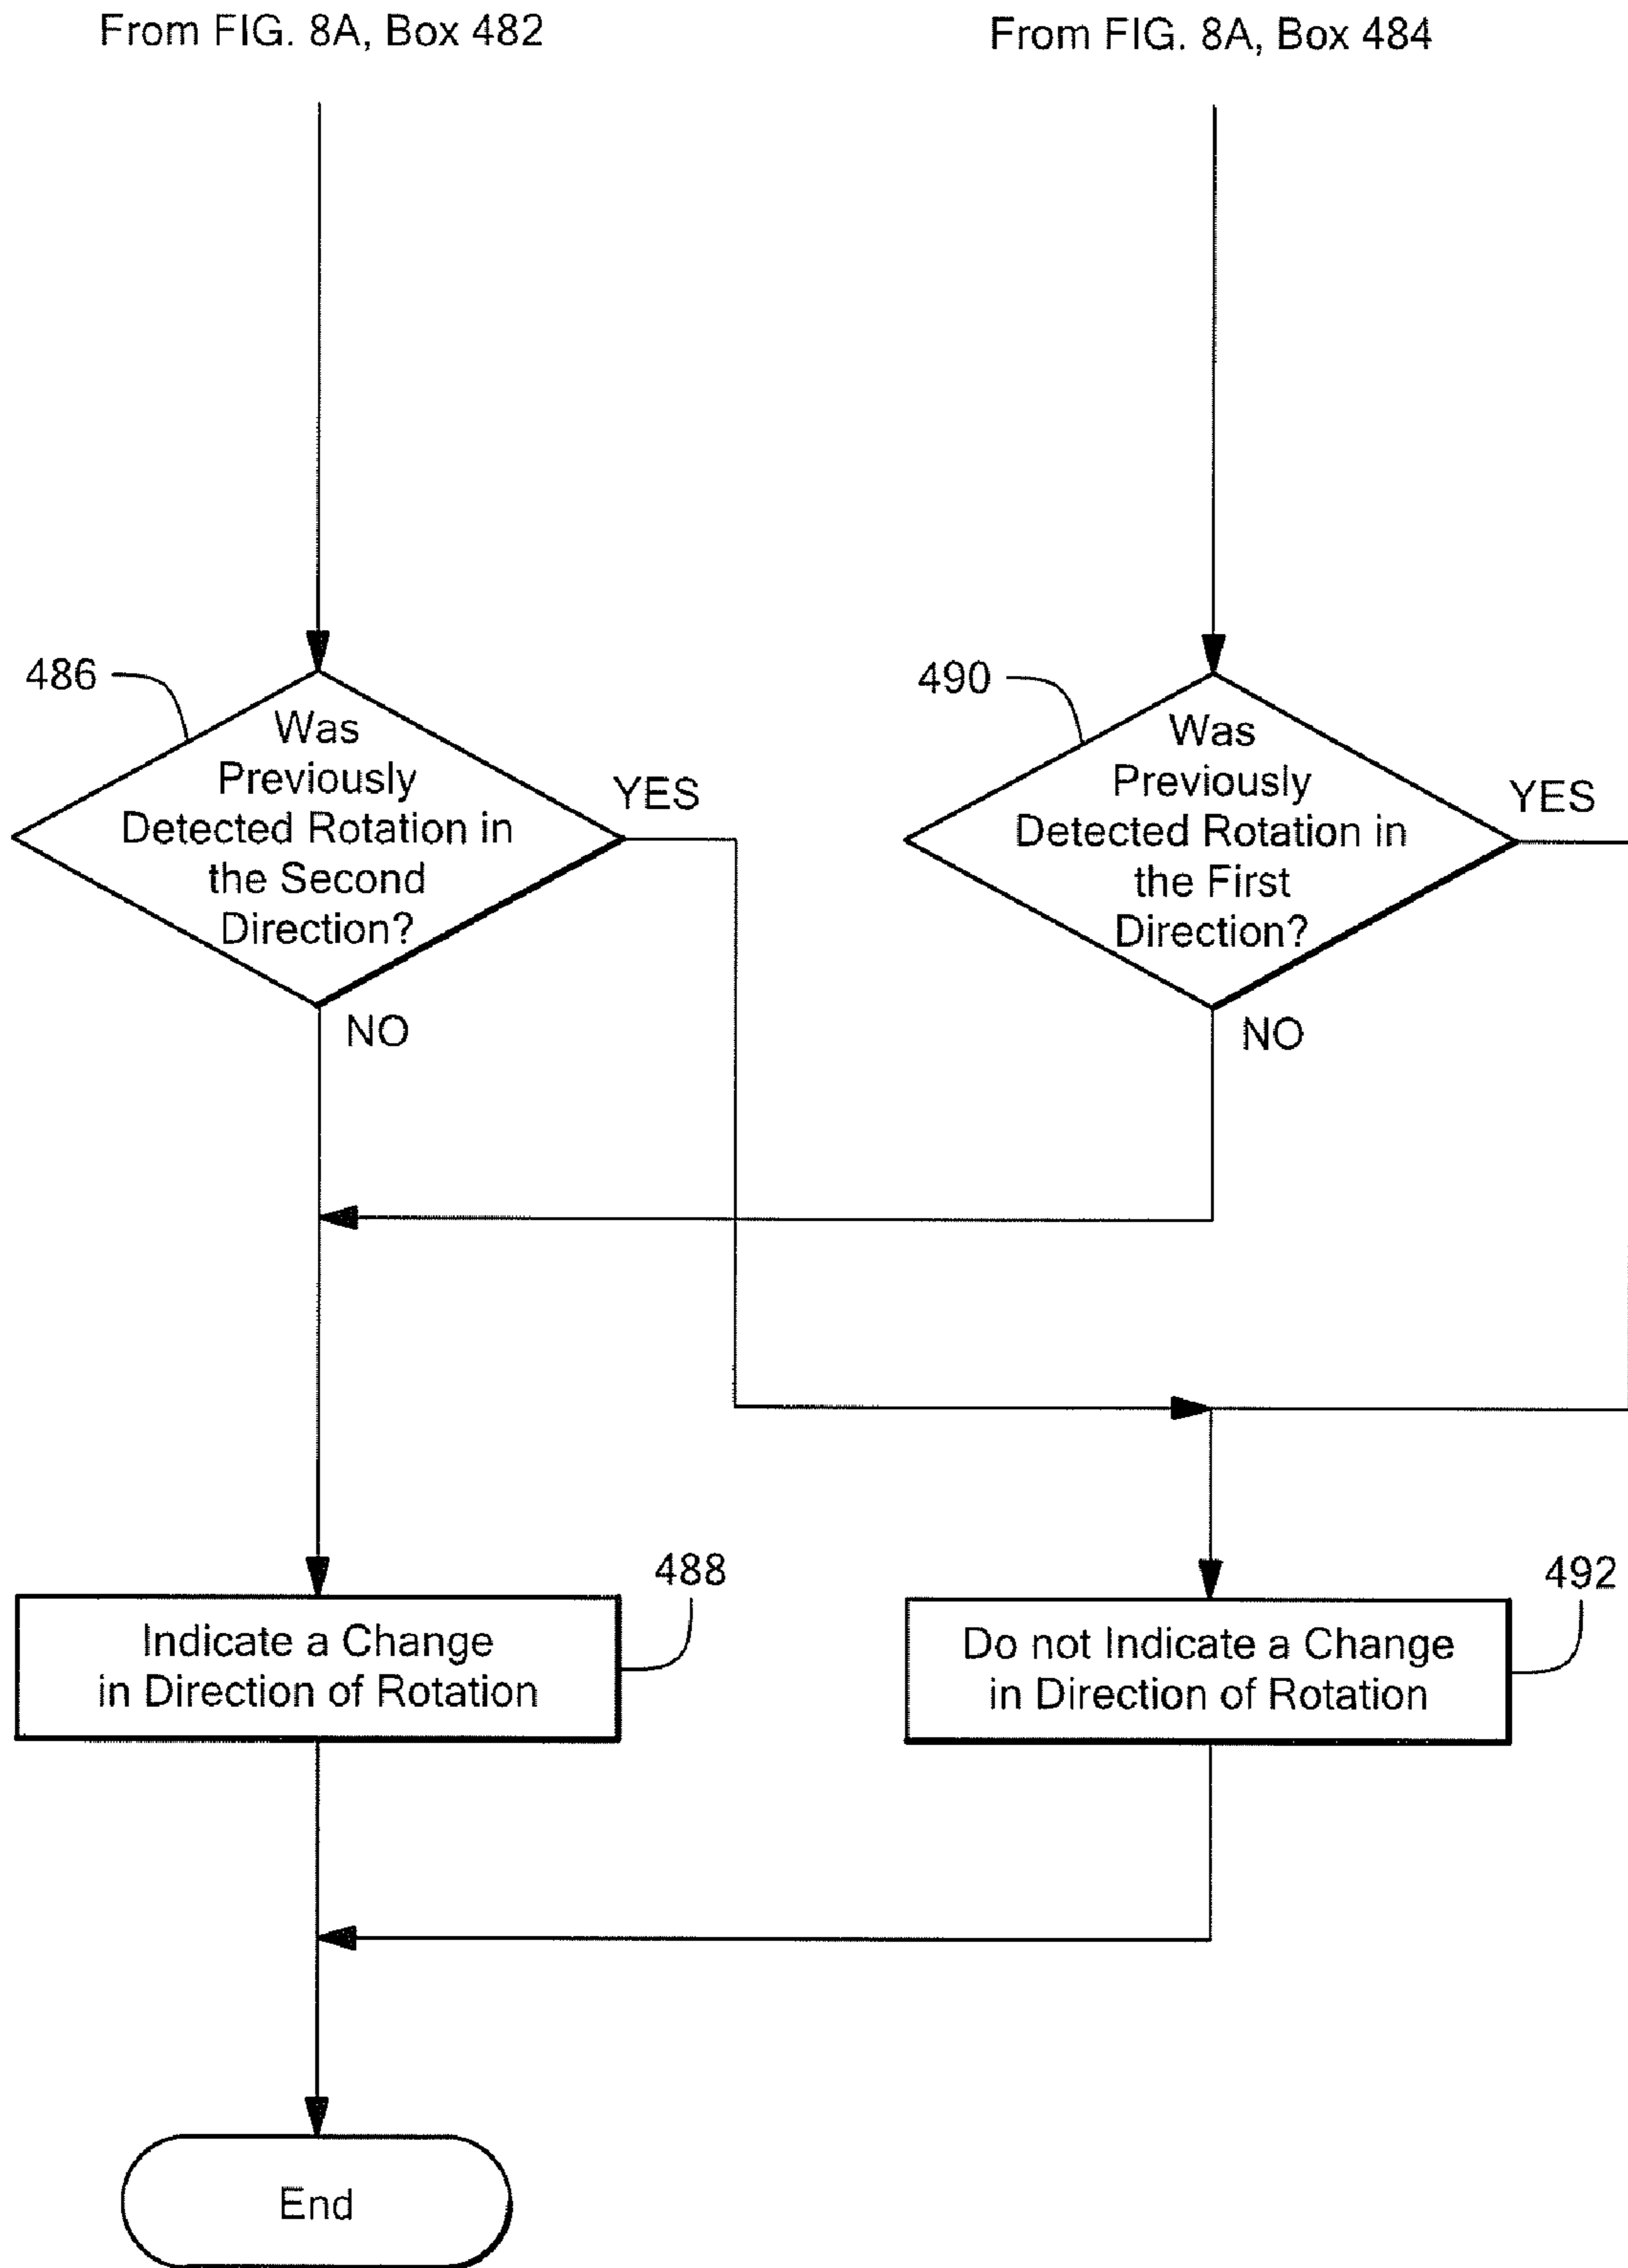 From FIG. 8A, Box 482
From FIG. 8A, Box 484
486
Was
Previously
Detected Rotation in
the Second
Direction?
YES
NO
490
Was
Previously
Detected Rotation in
the First
Direction?
YES
NO
488
Indicate a Change
in Direction of Rotation
492
Do not Indicate a Change
in Direction of Rotation
End